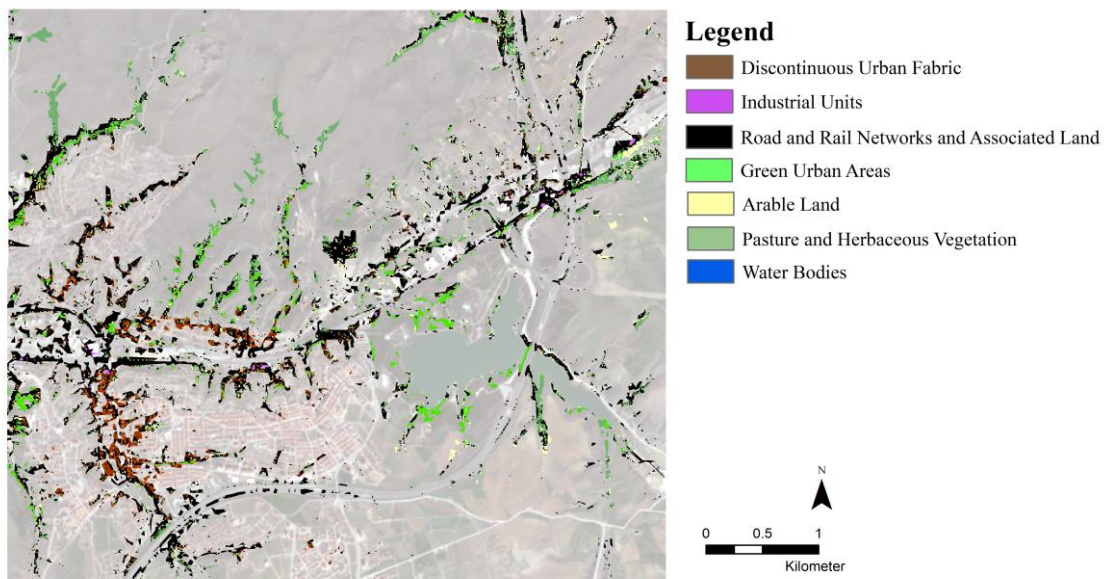 Legend
Discontinuous Urban Fabric
Industrial Units
Road and Rail Networks and Associated Land
Green Urban Areas
Arable Land
Pasture and Herbaceous Vegetation
Water Bodies
N
0 0.5 1
Kilometer